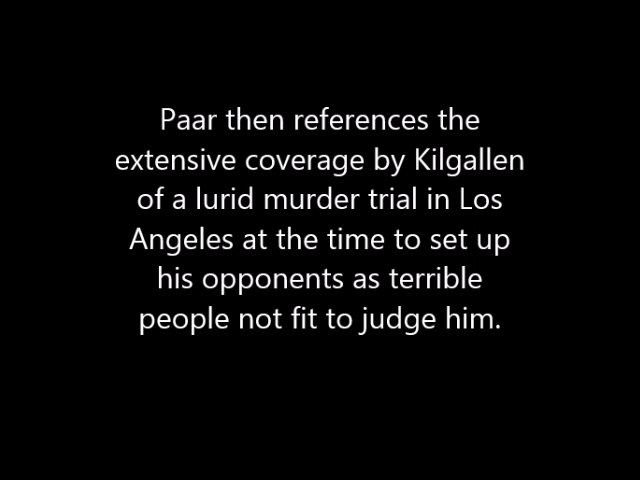 Paar then references the
extensive coverage by Kilgallen
of a lurid murder trial in Los
Angeles at the time to set up
his opponents as terrible
people not fit to judge him.